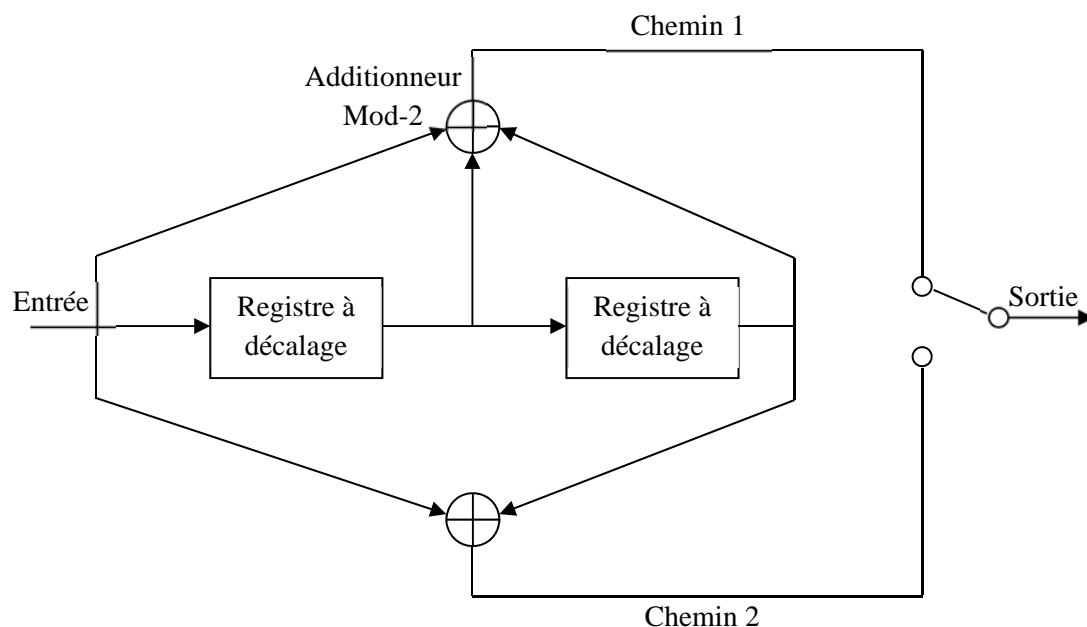 Chemin 1
Additionneur
Mod-2
Entrée
Registre à
décalage
Registre à
décalage
Sortie
Chemin 2